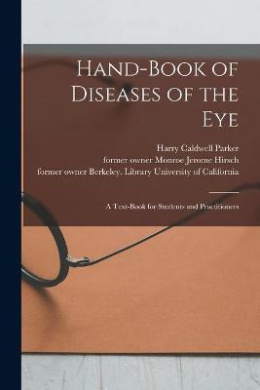 Hand-Book of
Diseases of the
Eye
Harry Caldwell Parker
former owner Monroe Jerome Hirsch
former owner Berkeley. Library University of California
A Text-Book for Students and Practitioners